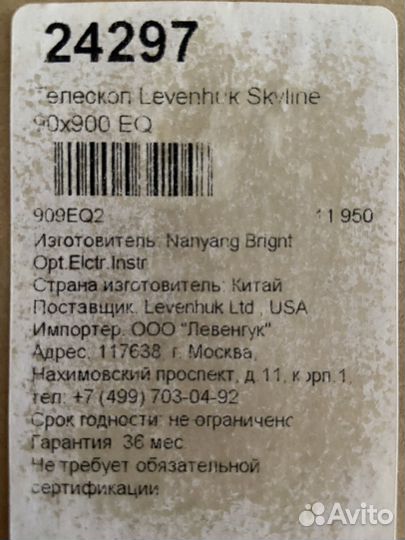 24297
Телескоп Levenhuk Skyline
90x900 EQ
909EQ2 11 950
Изготовитель: Nanyang Bright
Opt.Elctr.Instr
Страна изготовитель: Китай
Поставщик: Levenhuk Ltd., USA
Импортер: ООО "Левенгук"
Адрес: 117638 г. Москва,
Нахимовский проспект, д.11, корп.1,
тел: +7 (499) 703-04-92
Срок годности: не ограничено
Гарантия 36 мес
Не требует обязательной
сертификации
Avito